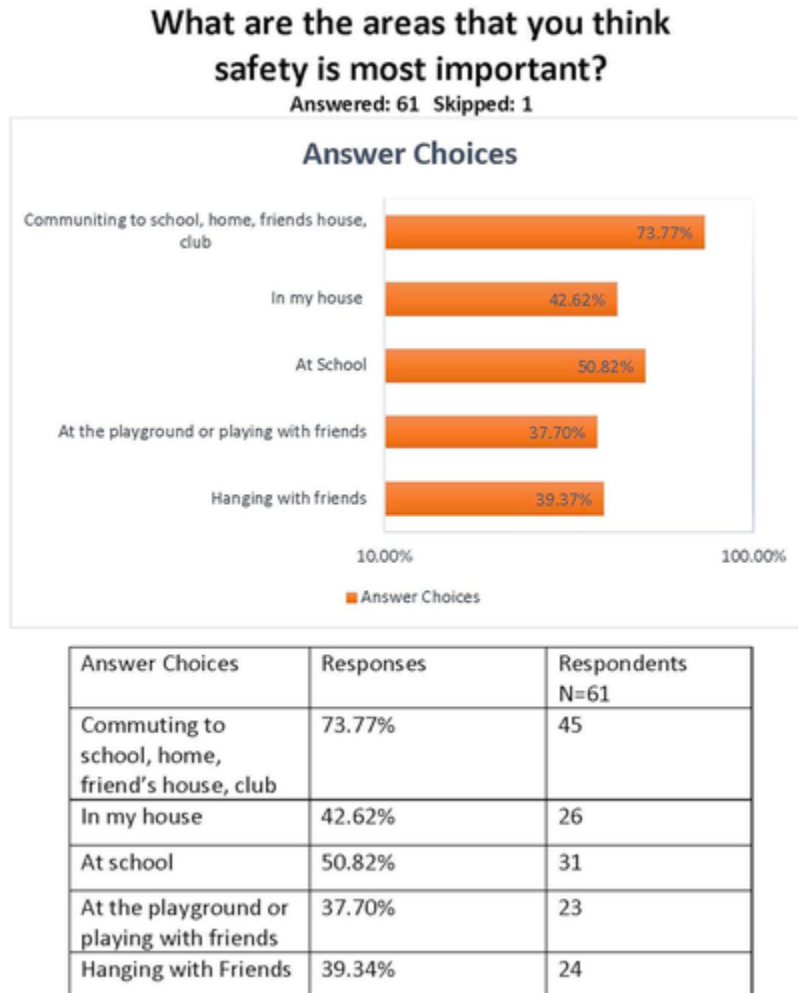 What are the areas that you think
safety is most important?
Answered: 61 Skipped: 1
Answer Choices
Communiting to school, home, friends house,
club
73.77%
In my house
42.62%
At School
50.82%
At the playground or playing with friends
37.70%
Hanging with friends
39.37%
10.00%
100.00%
Answer Choices
Answer Choices
Responses
Respondents
N=61
Commuting to
school, home,
friend's house, club
73.77%
45
In my house
42.62%
26
At school
50.82%
31
At the playground or
playing with friends
37.70%
23
Hanging with Friends
39.34%
24